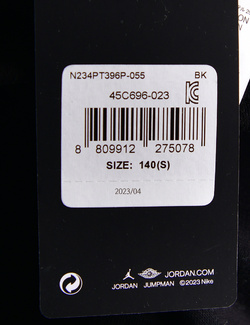 N234PT396P-055 BK
45C696-023
8 809912 275078
SIZE: 140(S)
2023/04
JORDAN.COM
JORDAN JUMPMAN ©2023 Nike